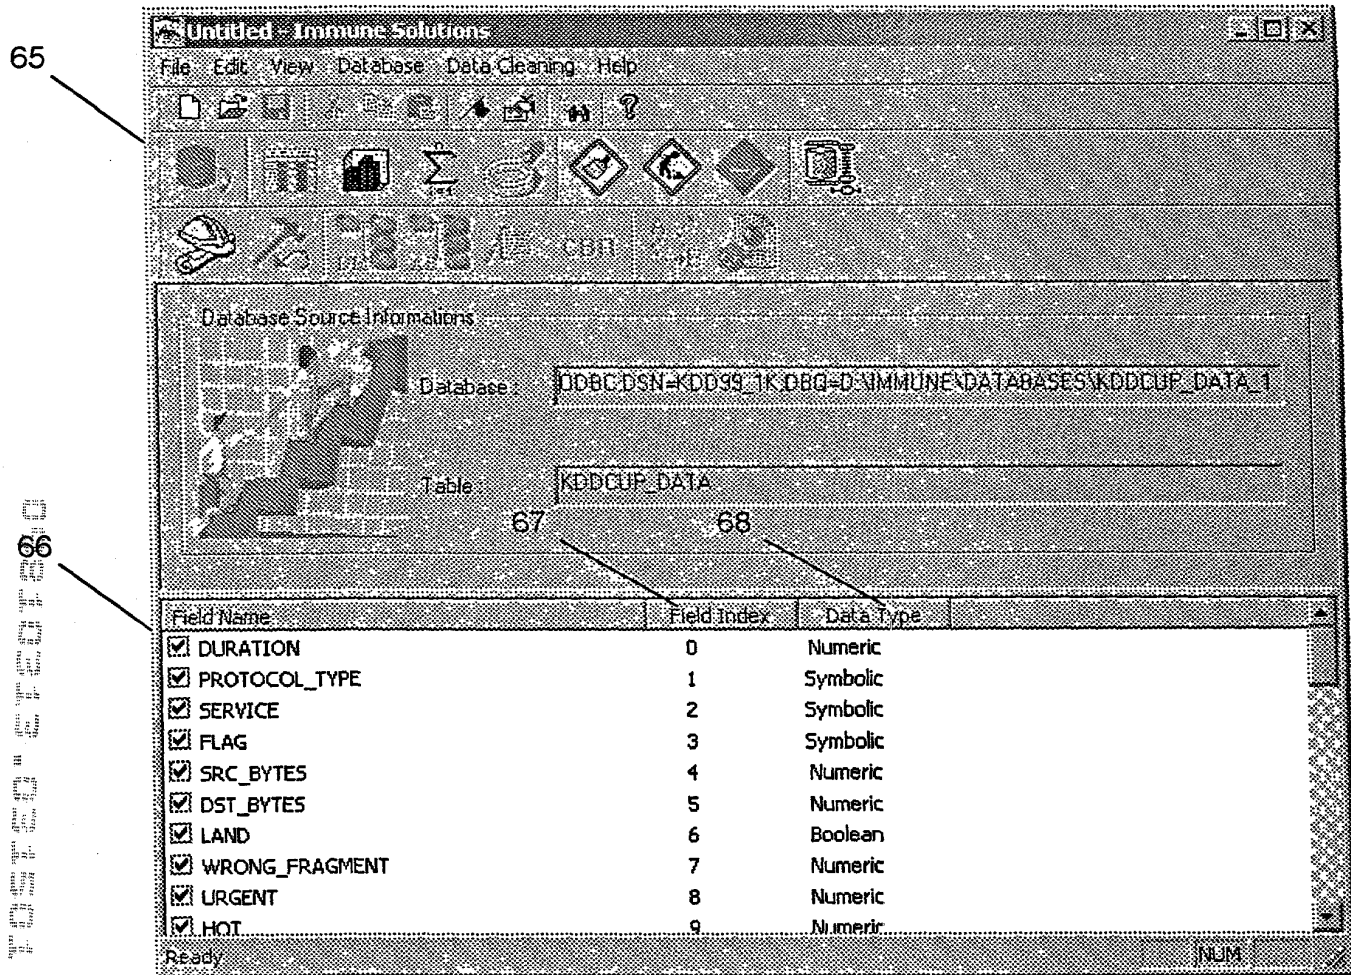 65
Untitled - Immune Solutions
File Edit View Database Data Cleaning Help
Database Source Informations
Database :
ODBC;DSN=KDD99_1K;DBQ=D:\IMMUNE\DATABASES\KDDCUP_DATA_1
Table :
KDDCUP_DATA
67
68
66
Field Name Field Index Data Type
DURATION 0 Numeric
PROTOCOL_TYPE 1 Symbolic
SERVICE 2 Symbolic
FLAG 3 Symbolic
SRC_BYTES 4 Numeric
DST_BYTES 5 Numeric
LAND 6 Boolean
WRONG_FRAGMENT 7 Numeric
URGENT 8 Numeric
HOT 9 Numeric
Ready NUM